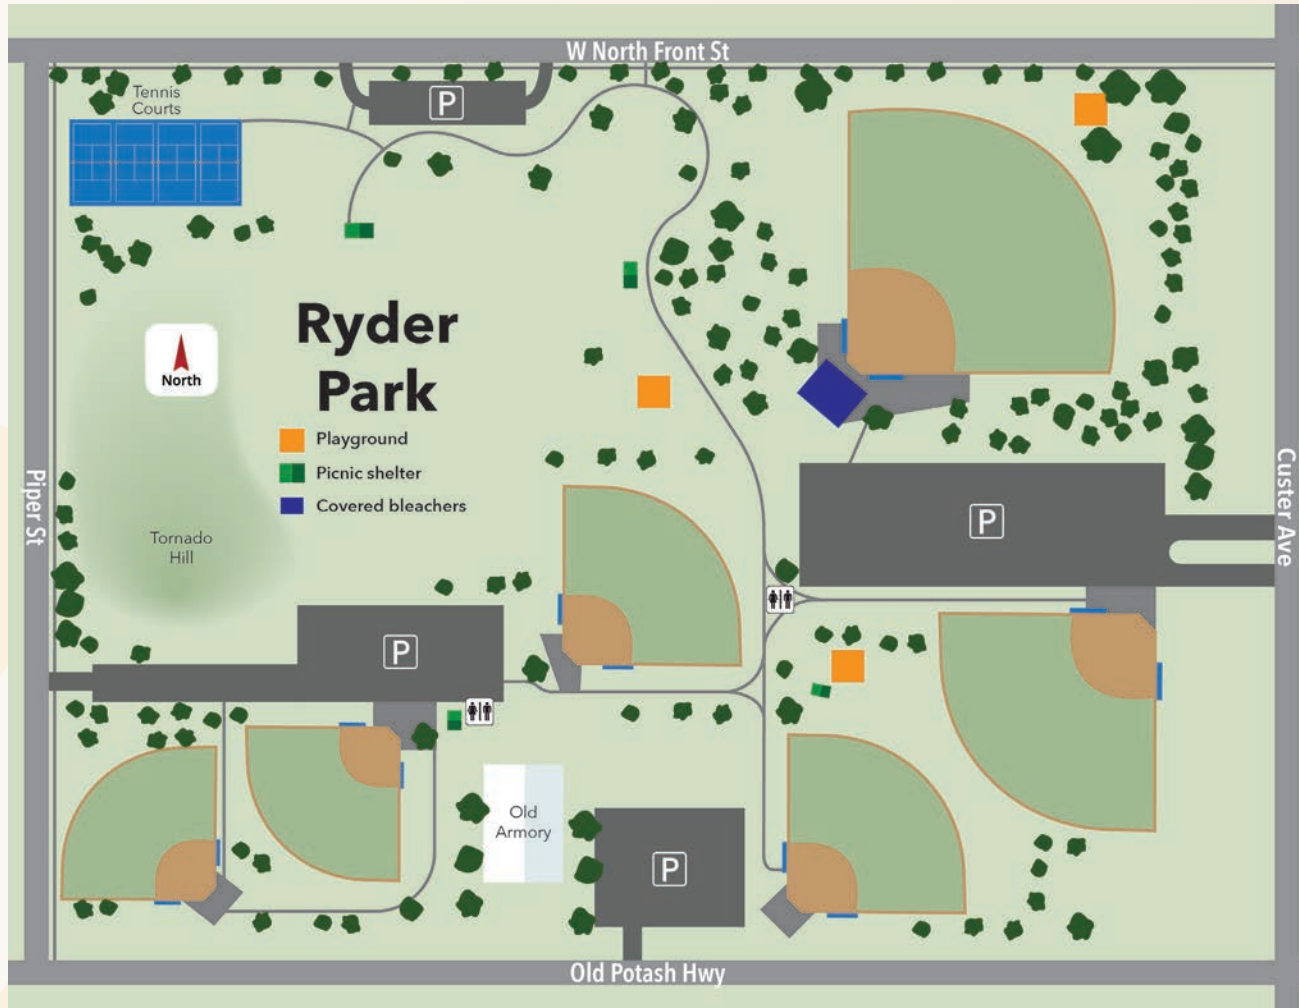 W North Front St
Tennis
Courts
P
North
Ryder
Park
Playground
Picnic shelter
Covered bleachers
Piper St
Custer Ave
P
Tornado
Hill
P
Old
Armory
P
Old Potash Hwy